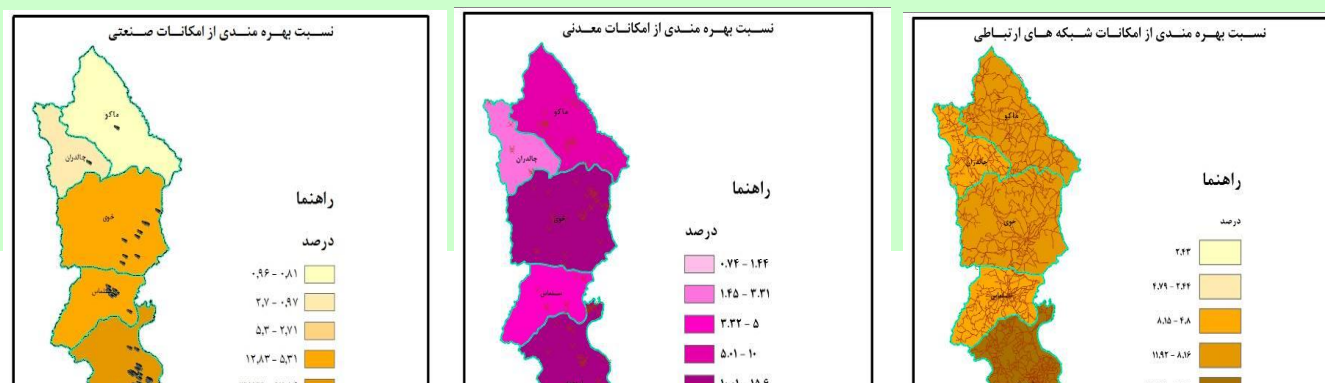 نسبت بهره مندی از امکانات صنعتی
ماکو
چالدران
خوی
سلماس
راهنما
درصد
۰,۹۶ - ۰,۸۱
۲,۷ - ۰,۹۷
۵,۳ - ۲,۷۱
۱۲,۸۳ - ۵,۳۱
نسبت بهره مندی از امکانات معدنی
ماکو
چالدران
خوی
سلماس
راهنما
درصد
۰.۷۴ - ۱.۴۴
۱.۴۵ - ۳.۳۱
۳.۳۲ - ۵
۵.۰۱ - ۱۰
نسبت بهره مندی از امکانات شبکه های ارتباطی
ماکو
چالدران
خوی
سلماس
راهنما
درصد
۲.۴۳
۴.۷۹ - ۲.۴۴
۸.۱۵ - ۴.۸
۱۱.۹۲ - ۸.۱۶